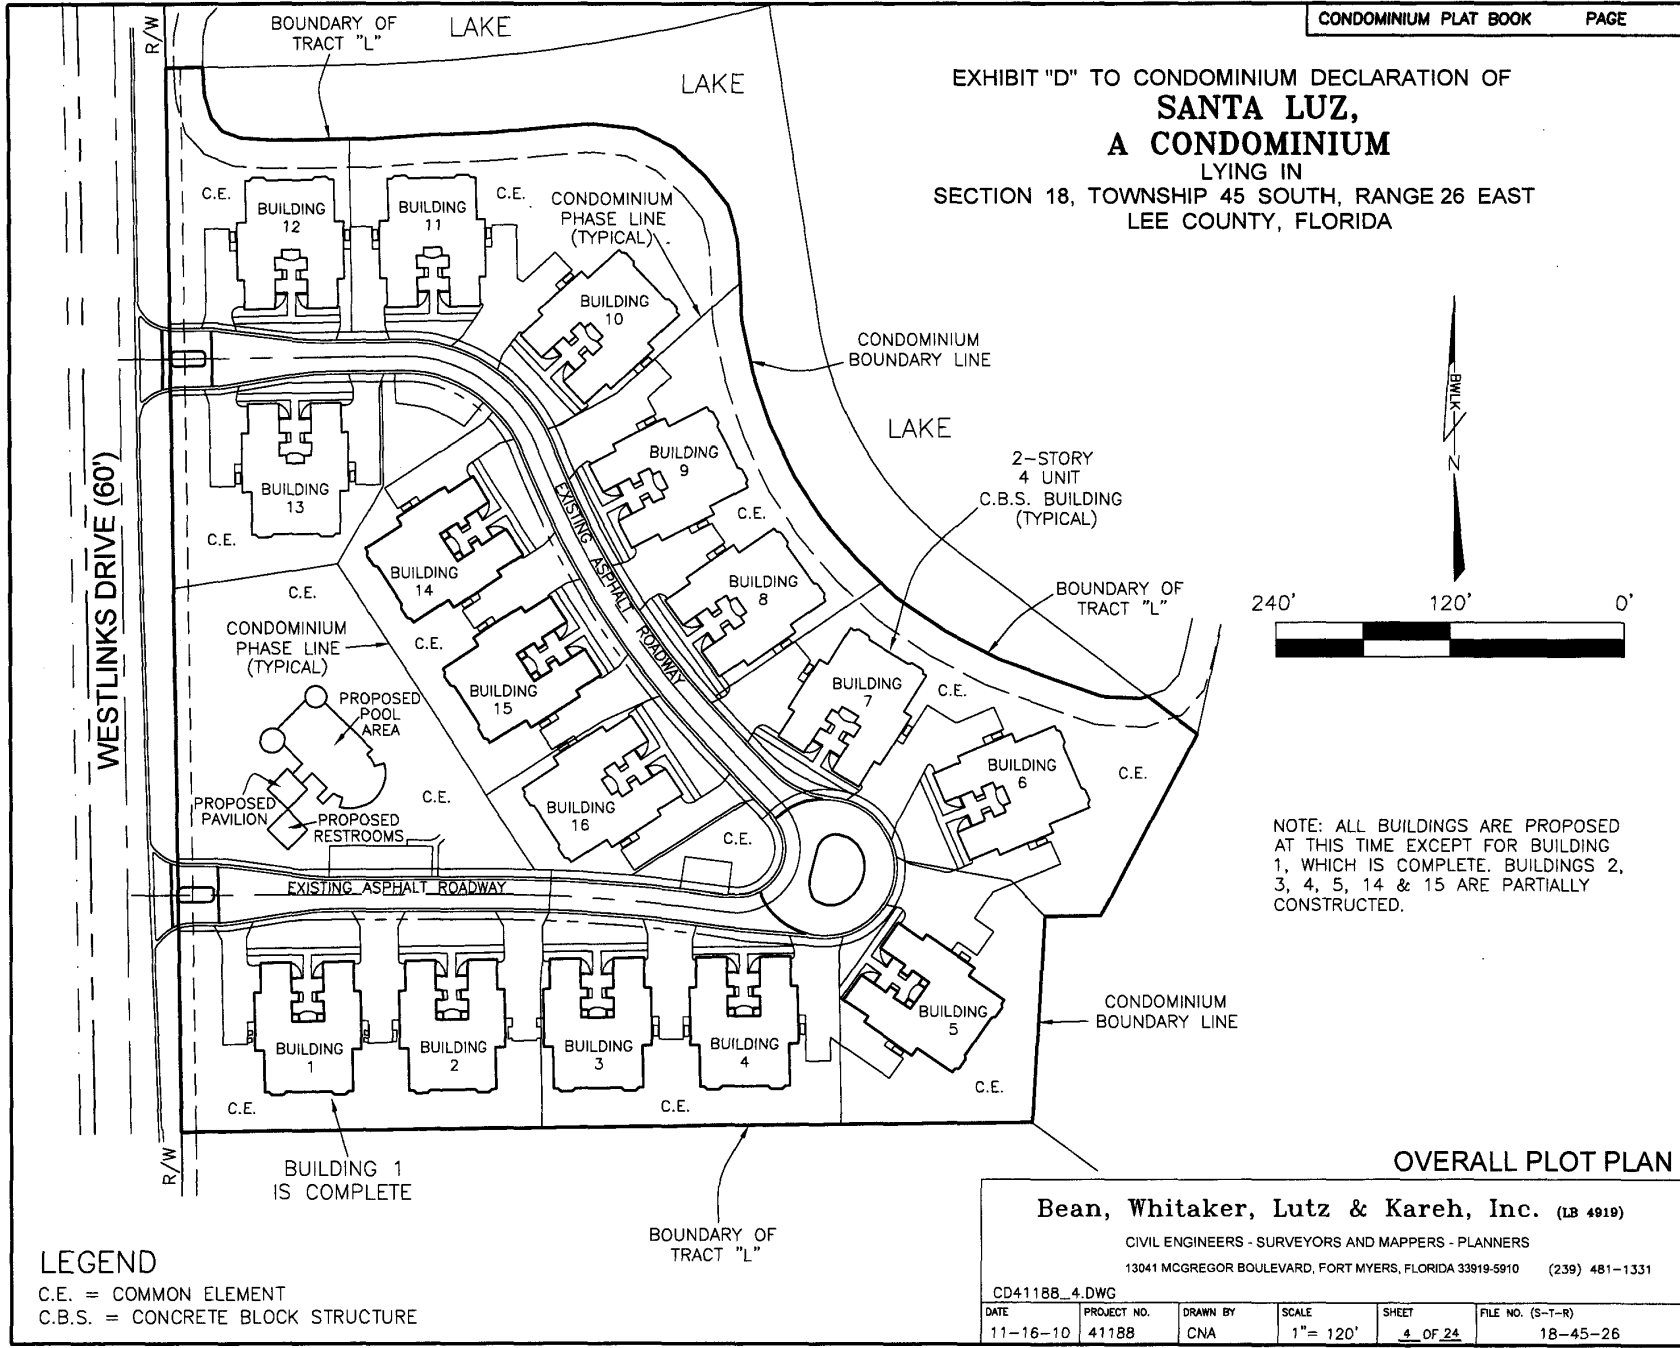 CONDOMINIUM PLAT BOOK PAGE
EXHIBIT "D" TO CONDOMINIUM DECLARATION OF
SANTA LUZ,
A CONDOMINIUM
LYING IN
SECTION 18, TOWNSHIP 45 SOUTH, RANGE 26 EAST
LEE COUNTY, FLORIDA
R/W
BOUNDARY OF
TRACT "L"
LAKE
LAKE
C.E.
BUILDING
12
BUILDING
11
C.E.
CONDOMINIUM
PHASE LINE
(TYPICAL)
BUILDING
10
CONDOMINIUM
BOUNDARY LINE
LAKE
BWLK
N
WESTLINKS DRIVE (60')
BUILDING
13
C.E.
BUILDING
9
C.E.
2-STORY
4 UNIT
C.B.S. BUILDING
(TYPICAL)
EXISTING ASPHALT ROADWAY
BUILDING
14
BUILDING
8
BOUNDARY OF
TRACT "L"
240' 120' 0'
C.E.
CONDOMINIUM
PHASE LINE
(TYPICAL)
C.E.
BUILDING
15
BUILDING
7
C.E.
PROPOSED
POOL
AREA
BUILDING
6
C.E.
PROPOSED
PAVILION
PROPOSED
RESTROOMS
C.E.
BUILDING
16
C.E.
NOTE: ALL BUILDINGS ARE PROPOSED
AT THIS TIME EXCEPT FOR BUILDING
1, WHICH IS COMPLETE. BUILDINGS 2,
3, 4, 5, 14 & 15 ARE PARTIALLY
CONSTRUCTED.
EXISTING ASPHALT ROADWAY
BUILDING
1
BUILDING
2
BUILDING
3
BUILDING
4
BUILDING
5
CONDOMINIUM
BOUNDARY LINE
C.E.
C.E.
C.E.
R/W
BUILDING 1
IS COMPLETE
BOUNDARY OF
TRACT "L"
LEGEND
C.E. = COMMON ELEMENT
C.B.S. = CONCRETE BLOCK STRUCTURE
OVERALL PLOT PLAN
Bean, Whitaker, Lutz & Kareh, Inc. (LB 4919)
CIVIL ENGINEERS - SURVEYORS AND MAPPERS - PLANNERS
13041 MCGREGOR BOULEVARD, FORT MYERS, FLORIDA 33919-5910 (239) 481-1331
CD41188_4.DWG
DATE PROJECT NO. DRAWN BY SCALE SHEET FILE NO. (S-T-R)
11-16-10 41188 CNA 1"= 120' 4 OF 24 18-45-26